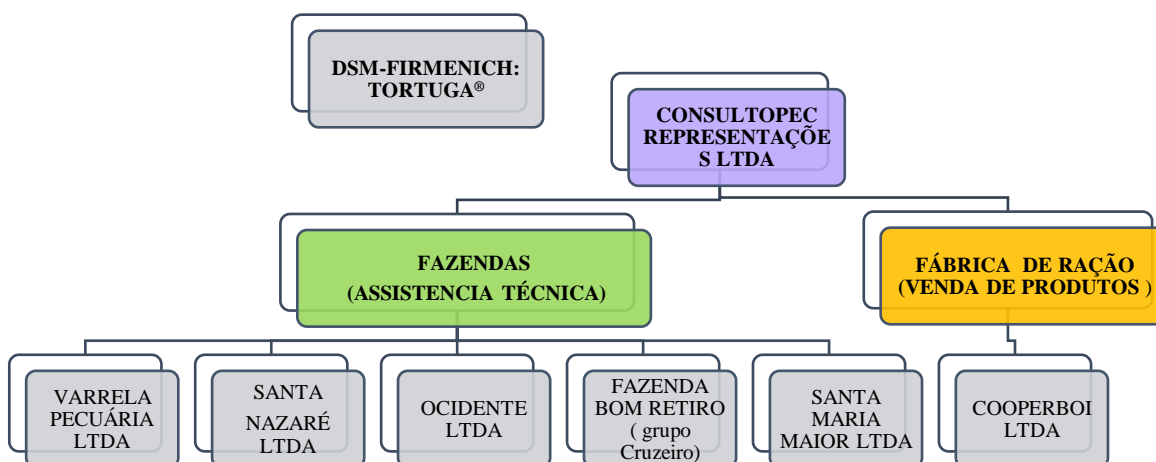 DSM-FIRMENICH:
TORTUGA®
CONSULTOPEC
REPRESENTAÇÕE
S LTDA
FAZENDAS
(ASSISTENCIA TÉCNICA)
FÁBRICA DE RAÇÃO
(VENDA DE PRODUTOS )
VARRELA
PECUÁRIA
LTDA
SANTA
NAZARÉ
LTDA
OCIDENTE
LTDA
FAZENDA
BOM RETIRO
( grupo
Cruzeiro)
SANTA
MARIA
MAIOR LTDA
COOPERBOI
LTDA